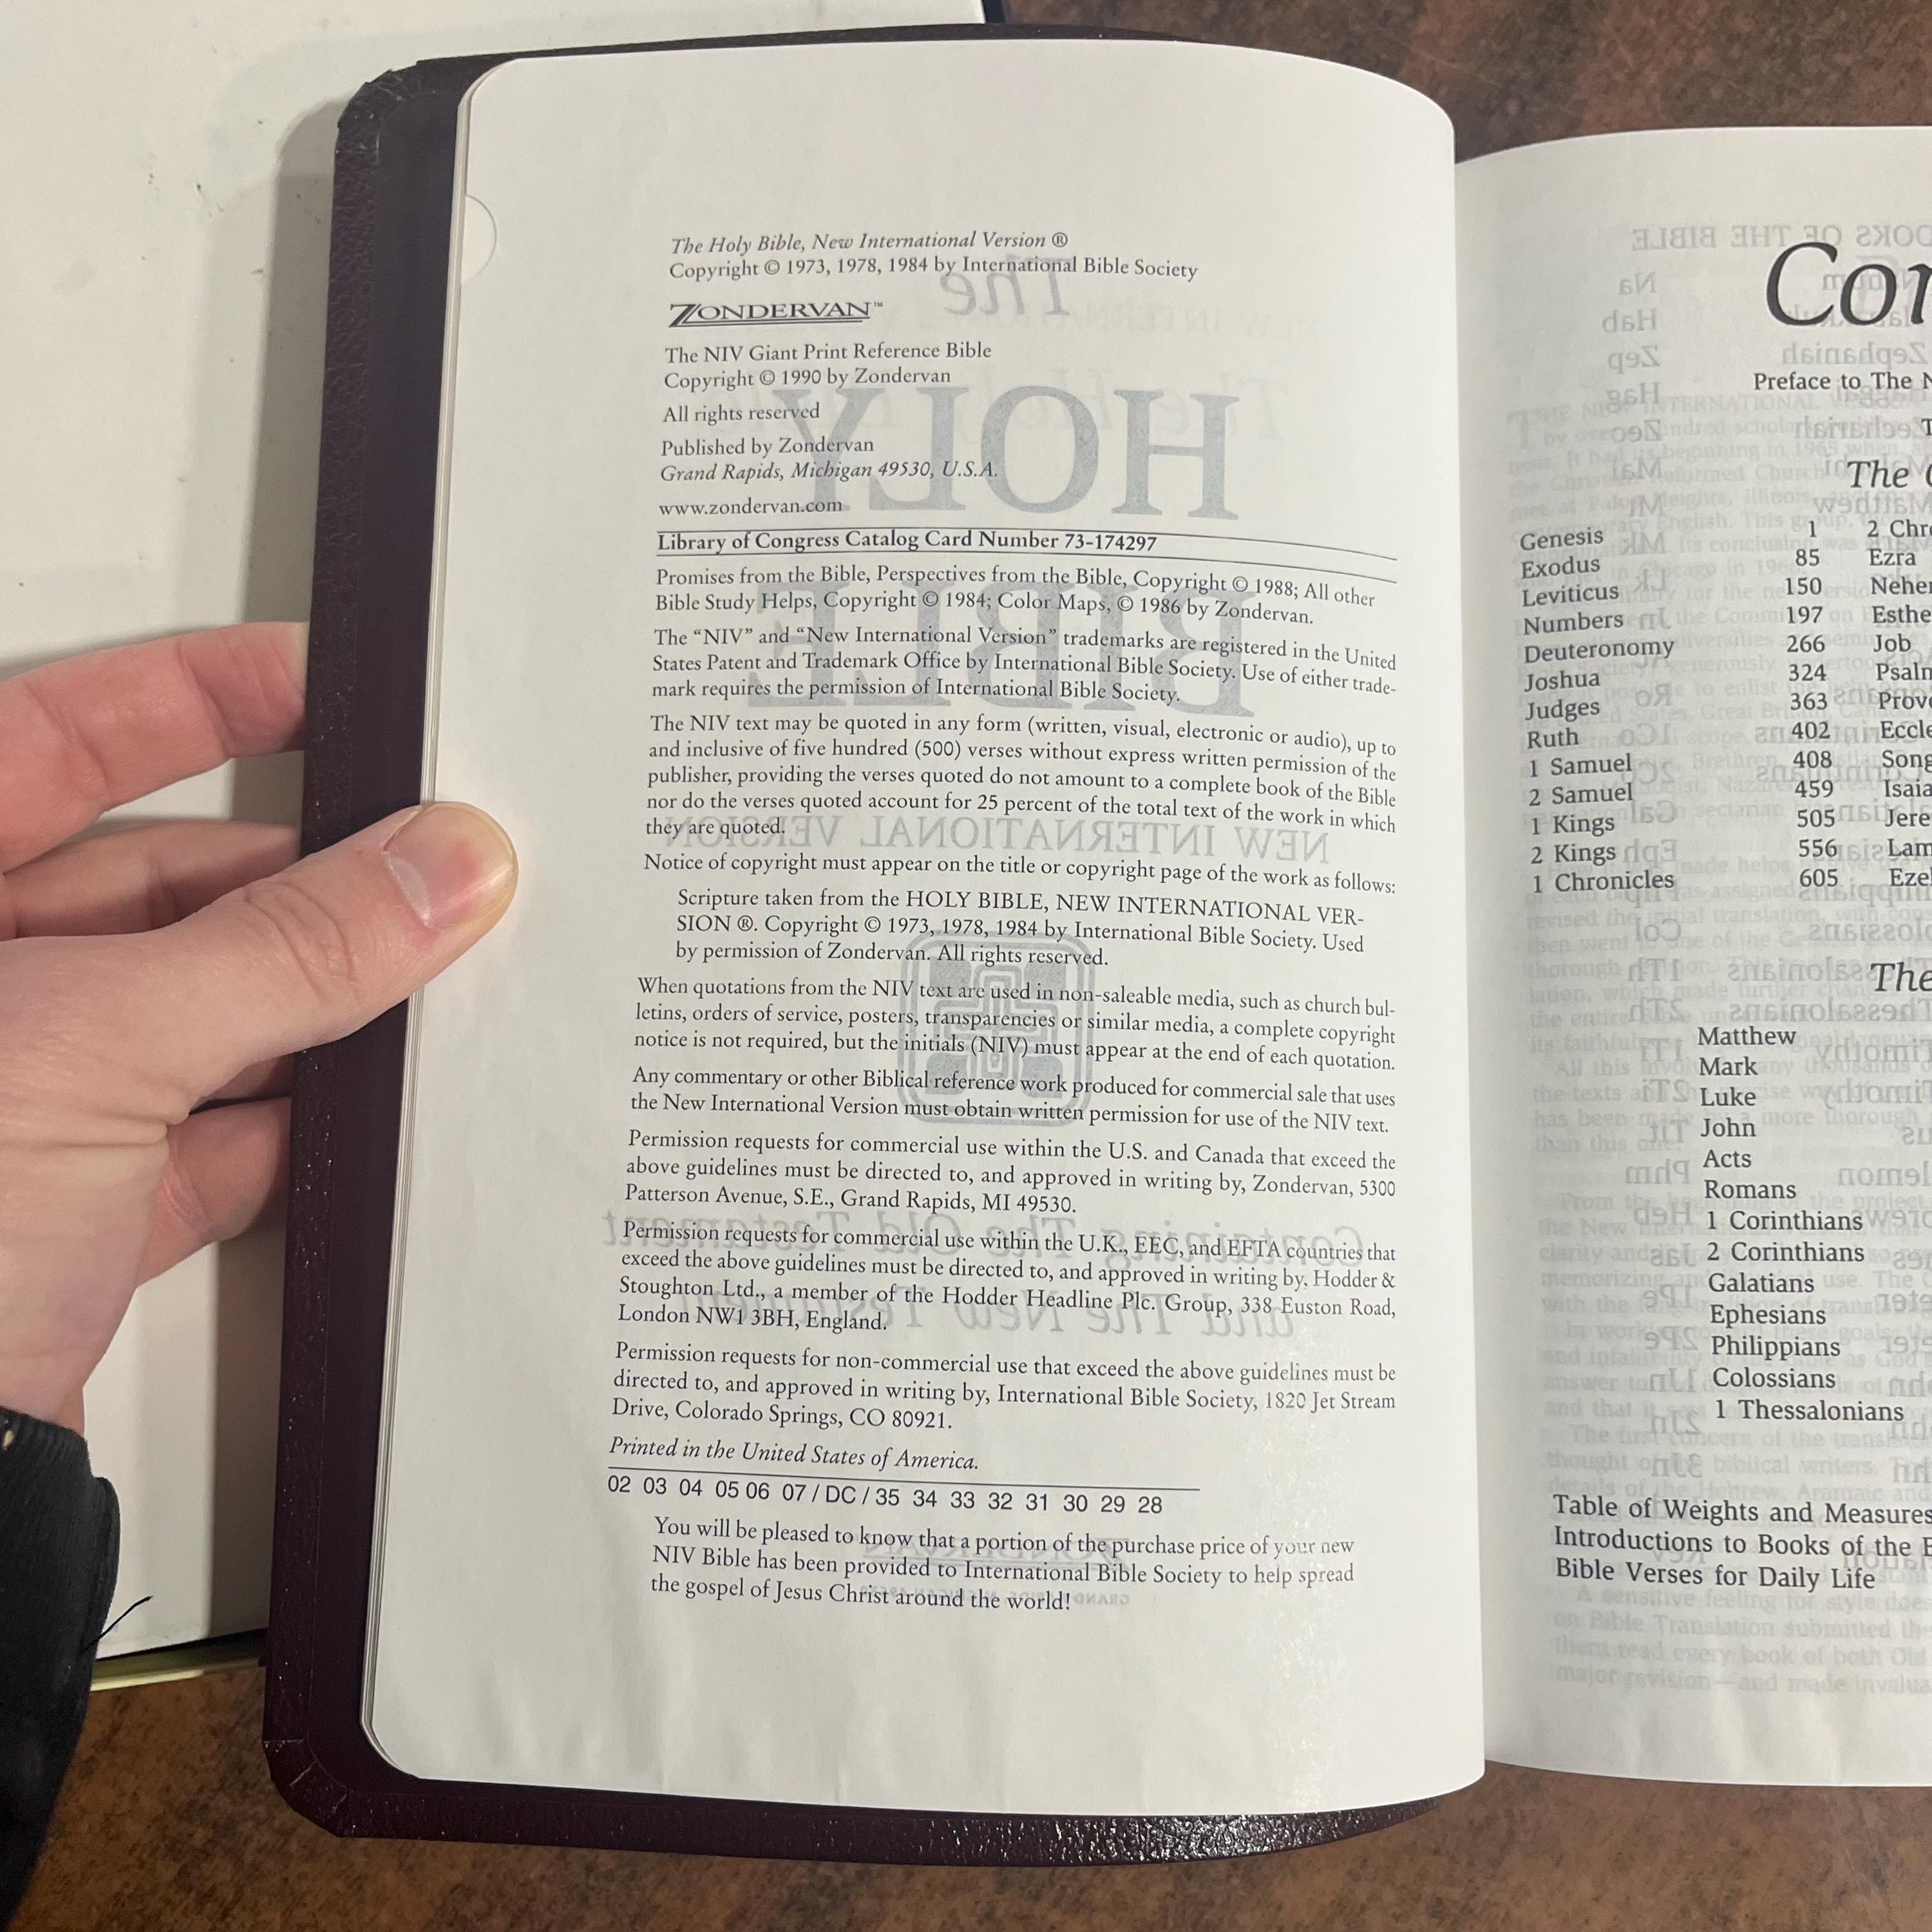 The Holy Bible, New International Version ®
Copyright © 1973, 1978, 1984 by International Bible Society
ZONDERVAN™
The NIV Giant Print Reference Bible
Copyright © 1990 by Zondervan
All rights reserved
Published by Zondervan
Grand Rapids, Michigan 49530, U.S.A.
www.zondervan.com
Library of Congress Catalog Card Number 73-174297
Promises from the Bible, Perspectives from the Bible, Copyright © 1988; All other
Bible Study Helps, Copyright © 1984; Color Maps, © 1986 by Zondervan.
The “NIV” and “New International Version” trademarks are registered in the United
States Patent and Trademark Office by International Bible Society. Use of either trade-
mark requires the permission of International Bible Society.
The NIV text may be quoted in any form (written, visual, electronic or audio), up to
and inclusive of five hundred (500) verses without express written permission of the
publisher, providing the verses quoted do not amount to a complete book of the Bible
nor do the verses quoted account for 25 percent of the total text of the work in which
they are quoted.
Notice of copyright must appear on the title or copyright page of the work as follows:
Scripture taken from the HOLY BIBLE, NEW INTERNATIONAL VER-
SION ®. Copyright © 1973, 1978, 1984 by International Bible Society. Used
by permission of Zondervan. All rights reserved.
When quotations from the NIV text are used in non-saleable media, such as church bul-
letins, orders of service, posters, transparencies or similar media, a complete copyright
notice is not required, but the initials (NIV) must appear at the end of each quotation.
Any commentary or other Biblical reference work produced for commercial sale that uses
the New International Version must obtain written permission for use of the NIV text.
Permission requests for commercial use within the U.S. and Canada that exceed the
above guidelines must be directed to, and approved in writing by, Zondervan, 5300
Patterson Avenue, S.E., Grand Rapids, MI 49530.
Permission requests for commercial use within the U.K., EEC, and EFTA countries that
exceed the above guidelines must be directed to, and approved in writing by, Hodder &
Stoughton Ltd., a member of the Hodder Headline Plc. Group, 338 Euston Road,
London NW1 3BH, England.
Permission requests for non-commercial use that exceed the above guidelines must be
directed to, and approved in writing by, International Bible Society, 1820 Jet Stream
Drive, Colorado Springs, CO 80921.
Printed in the United States of America.
02 03 04 05 06 07 / DC / 35 34 33 32 31 30 29 28
You will be pleased to know that a portion of the purchase price of your new
NIV Bible has been provided to International Bible Society to help spread
the gospel of Jesus Christ around the world!
Con
Preface to The N
T
The O
Genesis 1 2 Chro
Exodus 85 Ezra
Leviticus 150 Nehe
Numbers 197 Esthe
Deuteronomy 266 Job
Joshua 324 Psaln
Judges 363 Prove
Ruth 402 Eccle
1 Samuel 408 Song
2 Samuel 459 Isaia
1 Kings 505 Jere
2 Kings 556 Lam
1 Chronicles 605 Eze
The
Matthew
Mark
Luke
John
Acts
Romans
1 Corinthians
2 Corinthians
Galatians
Ephesians
Philippians
Colossians
1 Thessalonians
Table of Weights and Measures
Introductions to Books of the B
Bible Verses for Daily Life